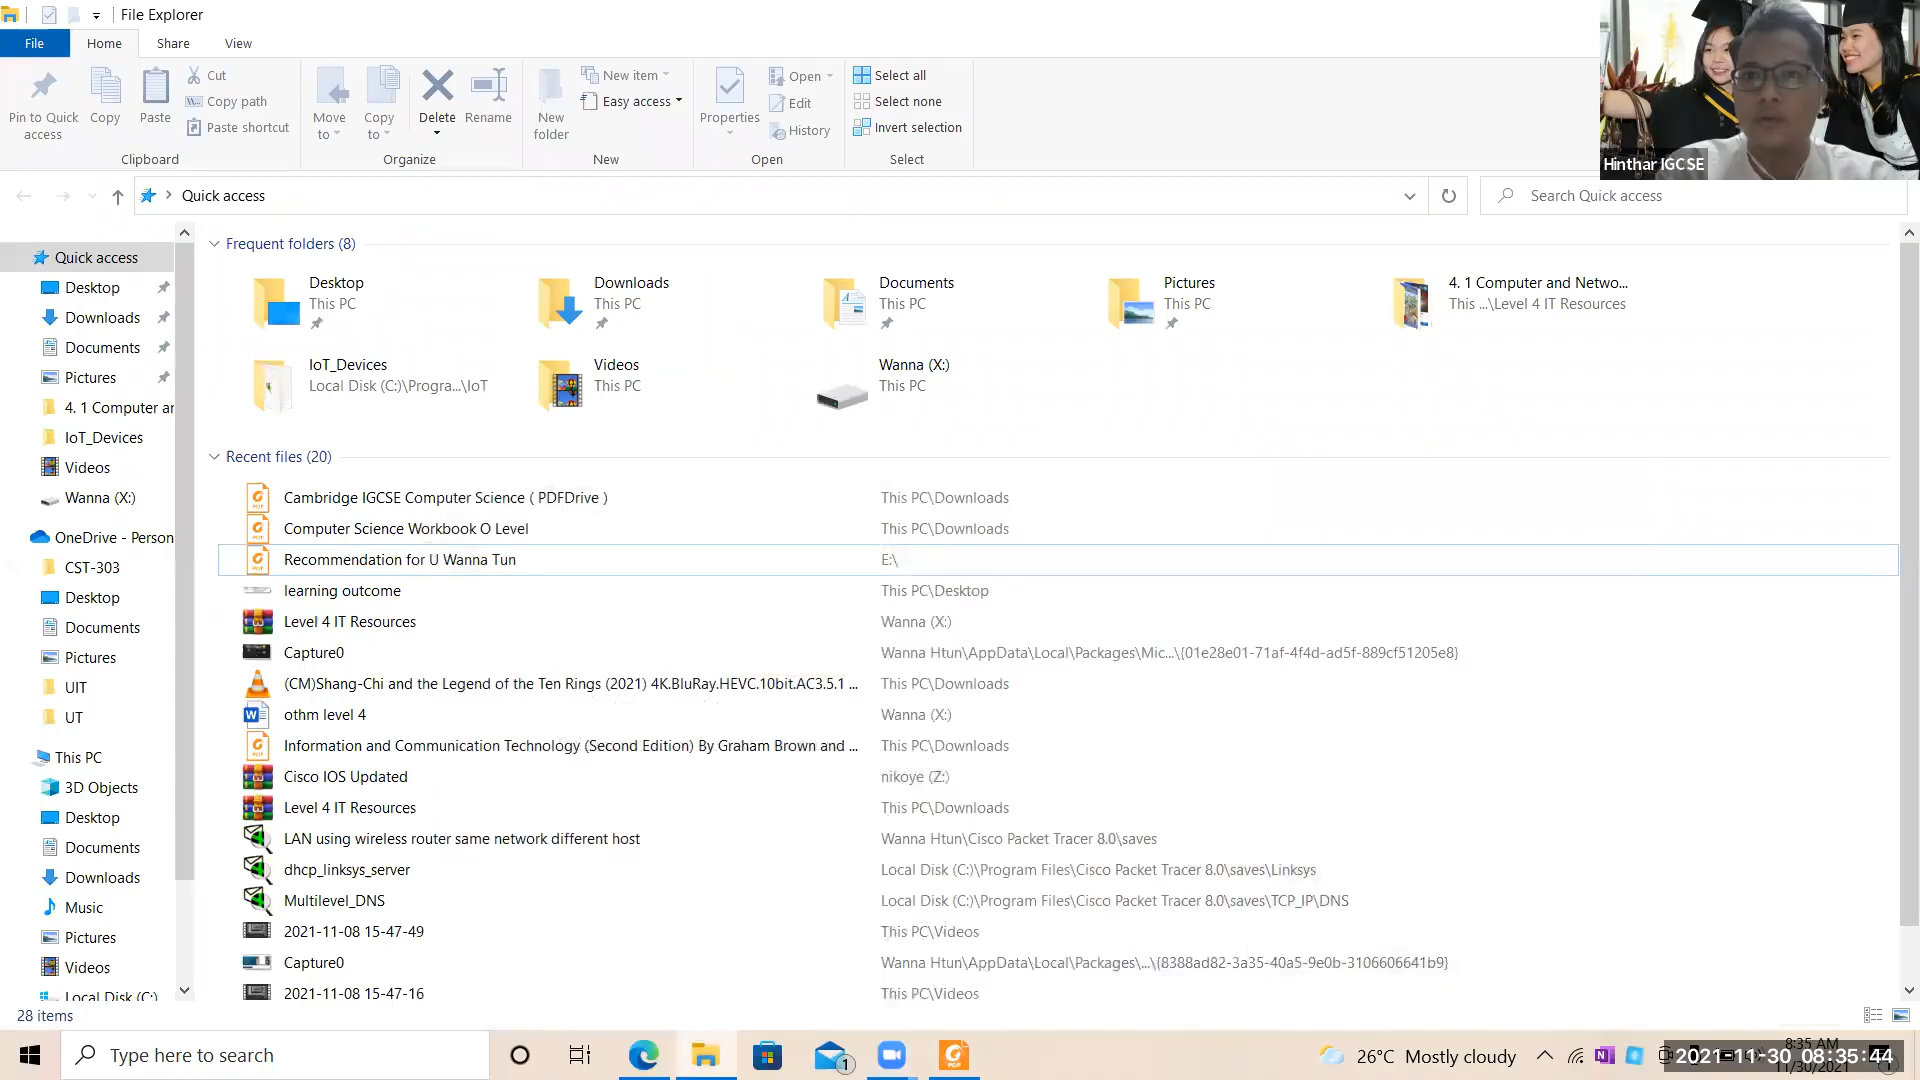 File Explorer
File Home Share View
Pin to Quick access
Copy
Paste
Cut
Copy path
Paste shortcut
Clipboard
Move to
Copy to
Delete
Rename
Organize
New folder
New item
Easy access
New
Properties
Open
Edit
History
Open
Select all
Select none
Invert selection
Select
Hinthar IGCSE
Quick access
Search Quick access
Quick access
Desktop
Downloads
Documents
Pictures
4. 1 Computer ar
IoT_Devices
Videos
Wanna (X:)
OneDrive - Person
CST-303
Desktop
Documents
Pictures
UIT
UT
This PC
3D Objects
Desktop
Documents
Downloads
Music
Pictures
Videos
Local Disk (C:)
Frequent folders (8)
Desktop
This PC
Downloads
This PC
Documents
This PC
Pictures
This PC
4. 1 Computer and Netwo...
This ...\Level 4 IT Resources
IoT_Devices
Local Disk (C:)\Progra...\IoT
Videos
This PC
Wanna (X:)
This PC
Recent files (20)
Cambridge IGCSE Computer Science ( PDFDrive ) This PC\Downloads
Computer Science Workbook O Level This PC\Downloads
Recommendation for U Wanna Tun E:\
learning outcome This PC\Desktop
Level 4 IT Resources Wanna (X:)
Capture0 Wanna Htun\AppData\Local\Packages\Mic...\{01e28e01-71af-4f4d-ad5f-889cf51205e8}
(CM)Shang-Chi and the Legend of the Ten Rings (2021) 4K.BluRay.HEVC.10bit.AC3.5.1 ... This PC\Downloads
othm level 4 Wanna (X:)
Information and Communication Technology (Second Edition) By Graham Brown and ... This PC\Downloads
Cisco IOS Updated nikoye (Z:)
Level 4 IT Resources This PC\Downloads
LAN using wireless router same network different host Wanna Htun\Cisco Packet Tracer 8.0\saves
dhcp_linksys_server Local Disk (C:)\Program Files\Cisco Packet Tracer 8.0\saves\Linksys
Multilevel_DNS Local Disk (C:)\Program Files\Cisco Packet Tracer 8.0\saves\TCP_IP\DNS
2021-11-08 15-47-49 This PC\Videos
Capture0 Wanna Htun\AppData\Local\Packages\...\{8388ad82-3a35-40a5-9e0b-3106606641b9}
2021-11-08 15-47-16 This PC\Videos
28 items
Type here to search
1
26°C Mostly cloudy
8:35 AM
11/30/2021
2021-11-30 08:35:44